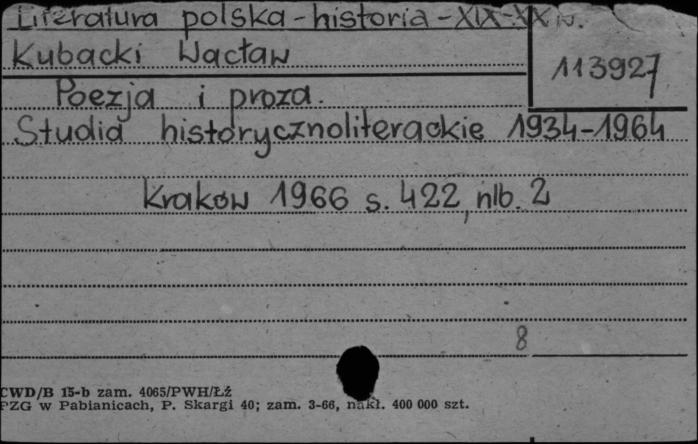 Literatura polska - historia - XIX-XX w.
Kubacki Wacław
113927
Poezja i proza.
Studia historycznoliterackie 1934-1964
Kraków 1966 s. 422, nlb. 2
8
CWD/B 15-b zam. 4065/PWH/Łź
PZG w Pabianicach, P. Skargi 40; zam. 3-66, nakł. 400 000 szt.